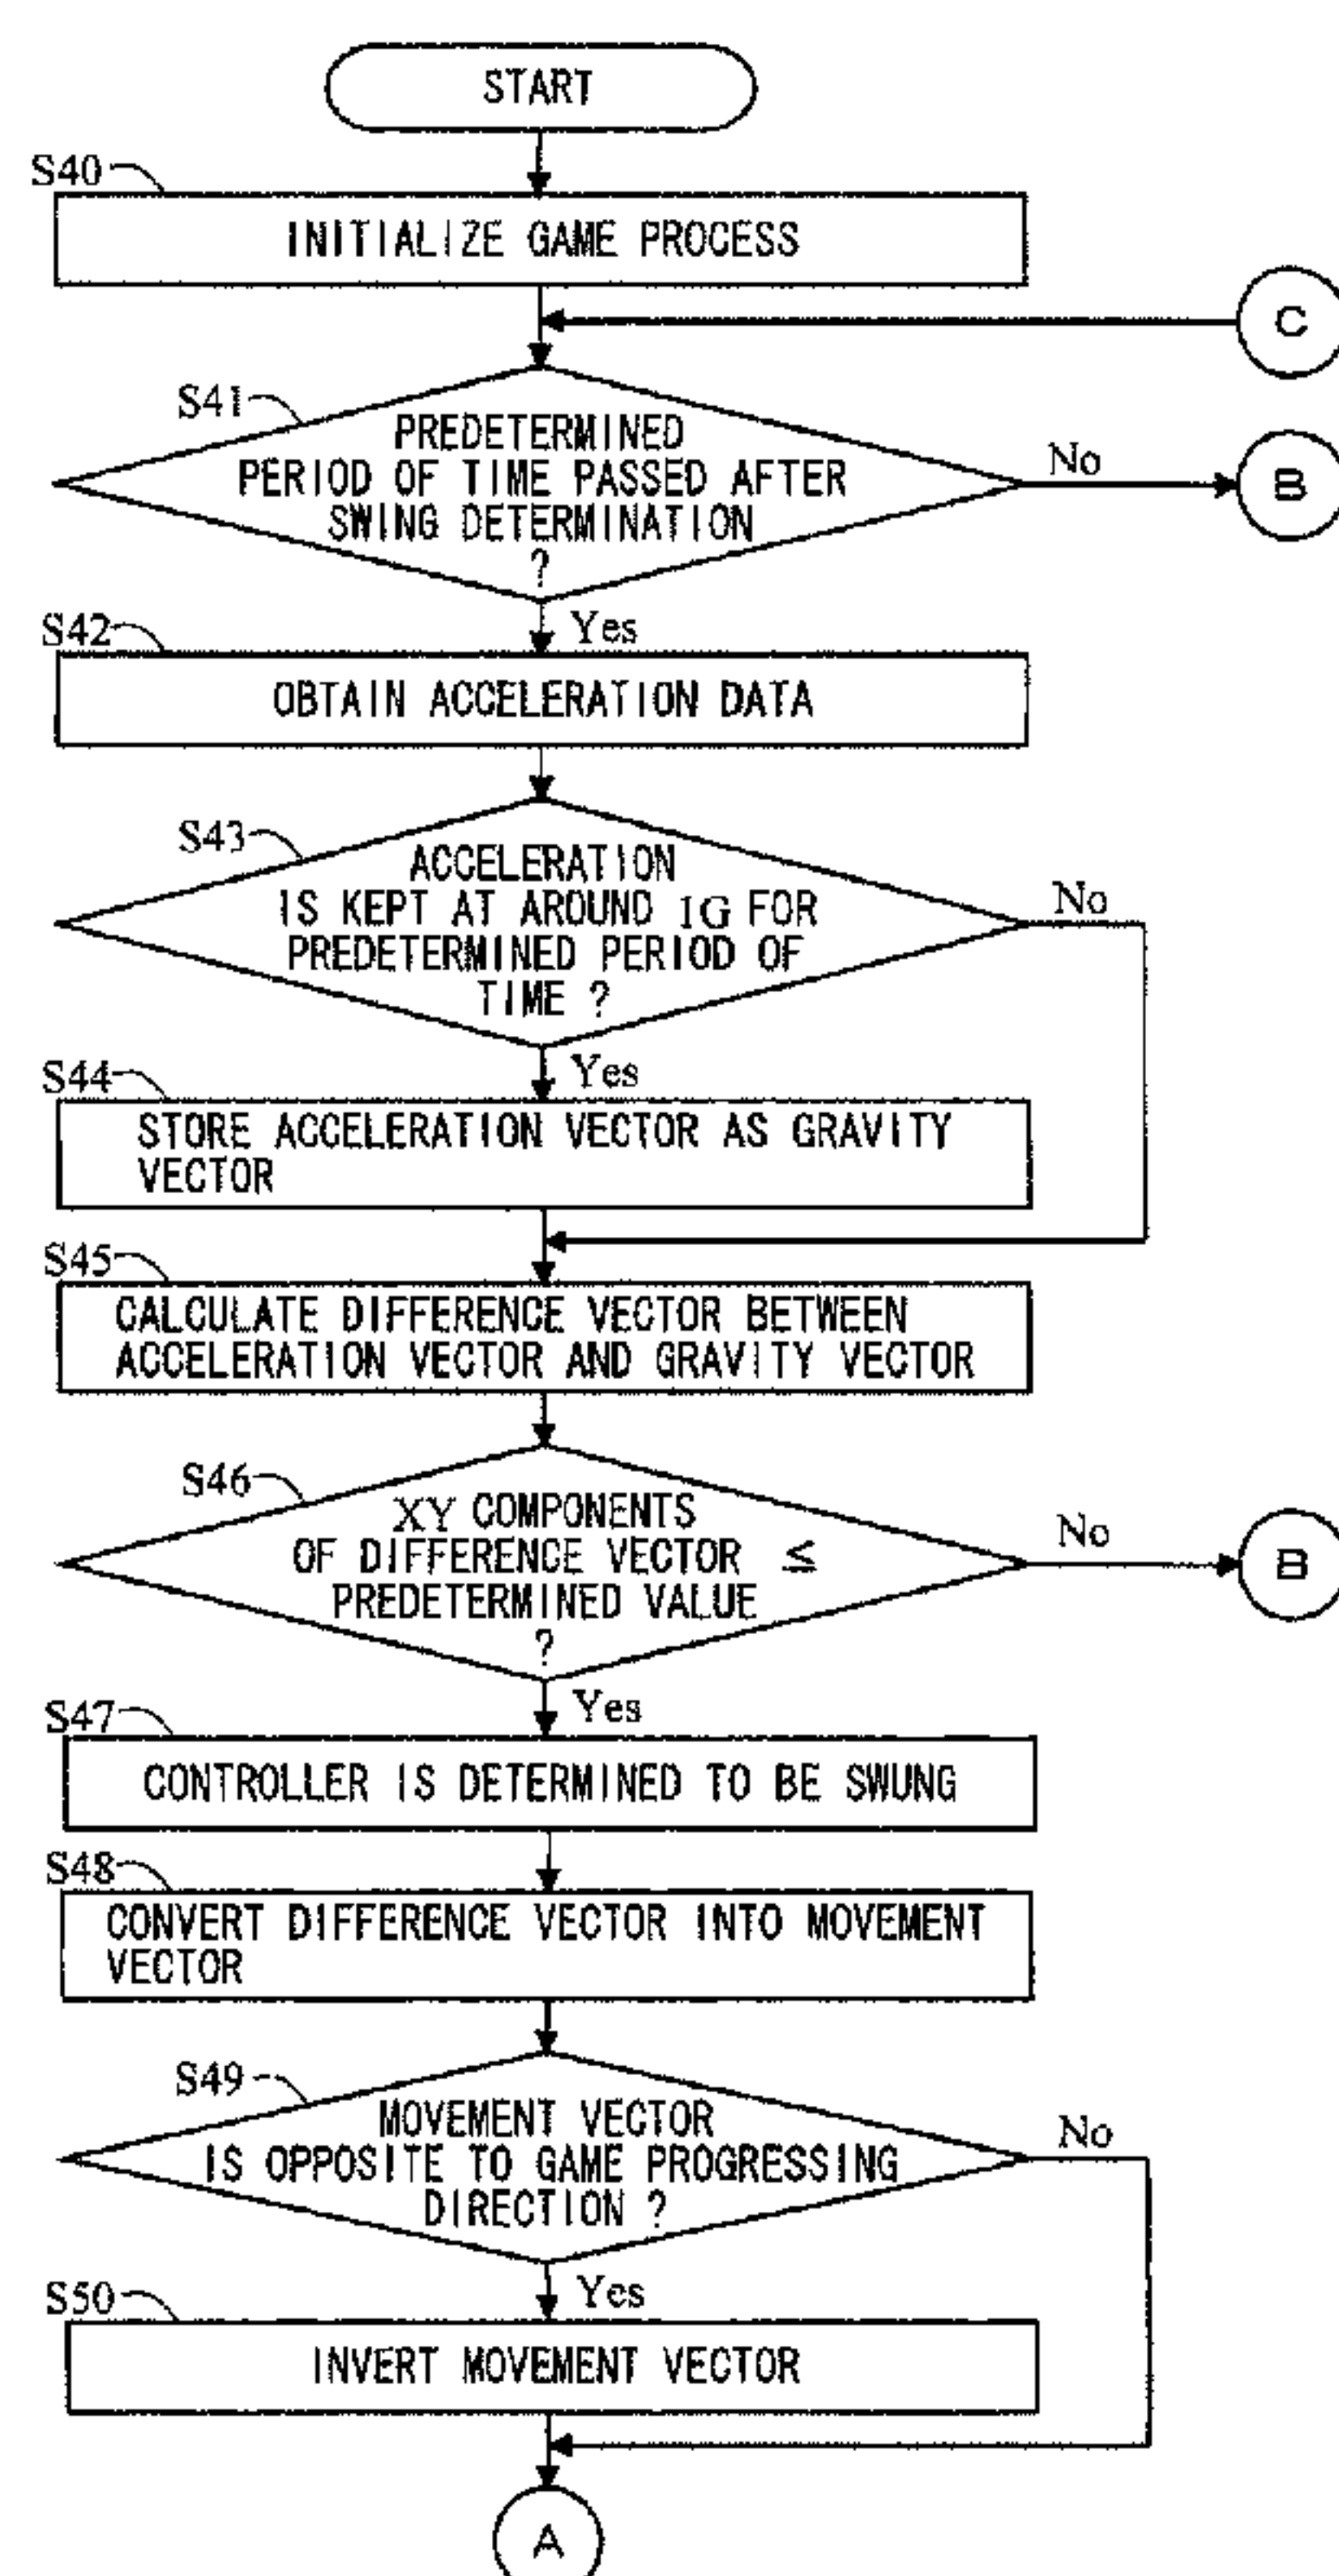 START
S40
INITIALIZE GAME PROCESS
C
S41
PREDETERMINED
PERIOD OF TIME PASSED AFTER
SWING DETERMINATION
?
No
B
Yes
S42
OBTAIN ACCELERATION DATA
S43
ACCELERATION
IS KEPT AT AROUND 1G FOR
PREDETERMINED PERIOD OF
TIME ?
No
Yes
S44
STORE ACCELERATION VECTOR AS GRAVITY
VECTOR
S45
CALCULATE DIFFERENCE VECTOR BETWEEN
ACCELERATION VECTOR AND GRAVITY VECTOR
S46
XY COMPONENTS
OF DIFFERENCE VECTOR ≤
PREDETERMINED VALUE
?
No
B
Yes
S47
CONTROLLER IS DETERMINED TO BE SWUNG
S48
CONVERT DIFFERENCE VECTOR INTO MOVEMENT
VECTOR
S49
MOVEMENT VECTOR
IS OPPOSITE TO GAME PROGRESSING
DIRECTION ?
No
Yes
S50
INVERT MOVEMENT VECTOR
A